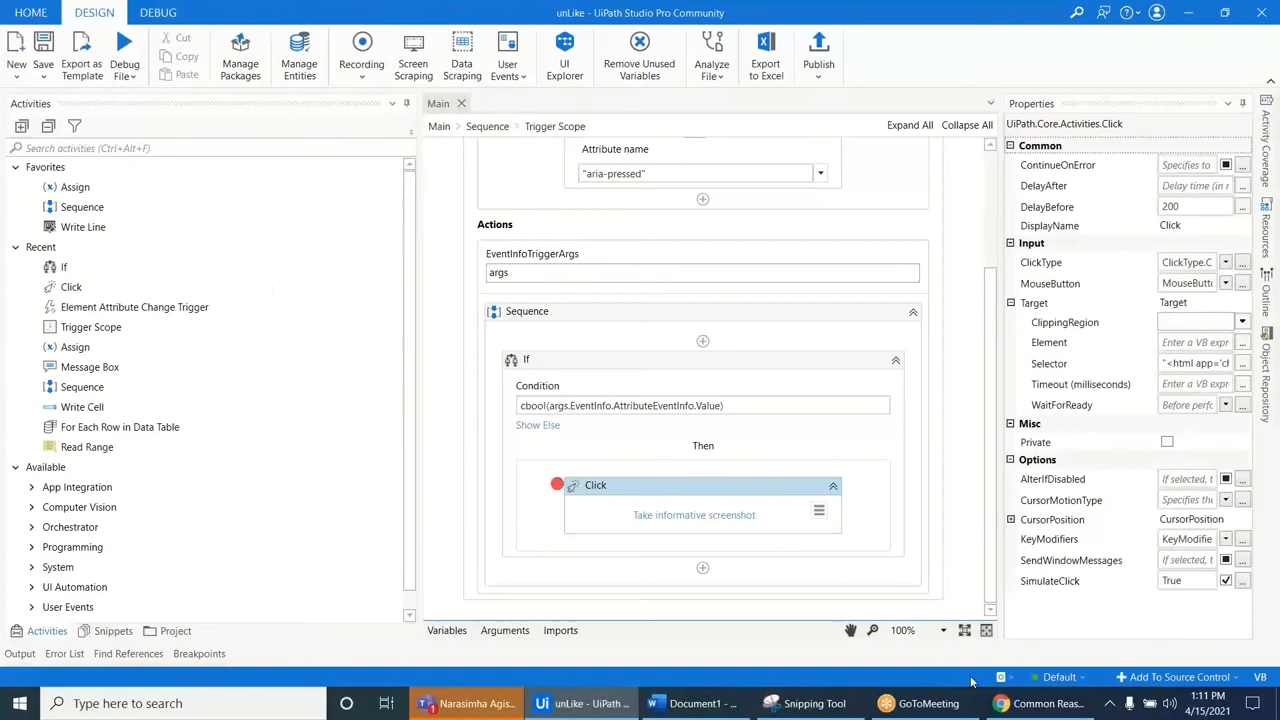 HOME DESIGN DEBUG
unLike - UiPath Studio Pro Community
New Save Export as Template Debug File Cut Copy Paste Manage Packages Manage Entities Recording Screen Scraping Data Scraping User Events UI Explorer Remove Unused Variables Analyze File Export to Excel Publish
Activities
Search activities (Ctrl+Alt+F)
Favorites
Assign
Sequence
Write Line
Recent
If
Click
Element Attribute Change Trigger
Trigger Scope
Assign
Message Box
Sequence
Write Cell
For Each Row in Data Table
Read Range
Available
App Integration
Computer Vision
Orchestrator
Programming
System
UI Automation
User Events
Activities Snippets Project
Output Error List Find References Breakpoints
Main
Main > Sequence > Trigger Scope
Expand All Collapse All
Attribute name
"aria-pressed"
Actions
EventInfoTriggerArgs
args
Sequence
If
Condition
cbool(args.EventInfo.AttributeEventInfo.Value)
Show Else
Then
Click
Take informative screenshot
Variables Arguments Imports
100%
Properties
UiPath.Core.Activities.Click
Common
ContinueOnError Specifies to
DelayAfter Delay time (in r
DelayBefore 200
DisplayName Click
Input
ClickType ClickType.C
MouseButton MouseButto
Target Target
ClippingRegion
Element Enter a VB expr
Selector "<html app='cl
Timeout (milliseconds) Enter a VB expr
WaitForReady Before perfo
Misc
Private
Options
AlterIfDisabled If selected, t
CursorMotionType Specifies the
CursorPosition CursorPosition
KeyModifiers KeyModifie
SendWindowMessages If selected, t
SimulateClick True
Activity Coverage
Resources
Outline
Object Repository
Default Add To Source Control VB
Type here to search
Narasimha Agis...
unLike - UiPath ...
Document1 - ...
Snipping Tool
GoToMeeting
Common Reas...
1:11 PM
4/15/2021